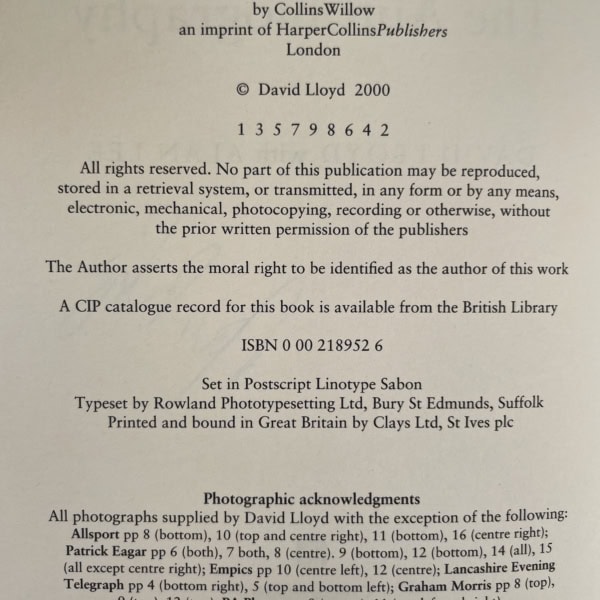 by CollinsWillow
an imprint of HarperCollinsPublishers
London
© David Lloyd 2000
1 3 5 7 9 8 6 4 2
All rights reserved. No part of this publication may be reproduced,
stored in a retrieval system, or transmitted, in any form or by any means,
electronic, mechanical, photocopying, recording or otherwise, without
the prior written permission of the publishers
The Author asserts the moral right to be identified as the author of this work
A CIP catalogue record for this book is available from the British Library
ISBN 0 00 218952 6
Set in Postscript Linotype Sabon
Typeset by Rowland Phototypesetting Ltd, Bury St Edmunds, Suffolk
Printed and bound in Great Britain by Clays Ltd, St Ives plc
Photographic acknowledgments
All photographs supplied by David Lloyd with the exception of the following:
Allsport pp 8 (bottom), 10 (top and centre right), 11 (bottom), 16 (centre right);
Patrick Eagar pp 6 (both), 7 both, 8 (centre). 9 (bottom), 12 (bottom), 14 (all), 15
(all except centre right); Empics pp 10 (centre left), 12 (centre); Lancashire Evening
Telegraph pp 4 (bottom right), 5 (top and bottom left); Graham Morris pp 8 (top),